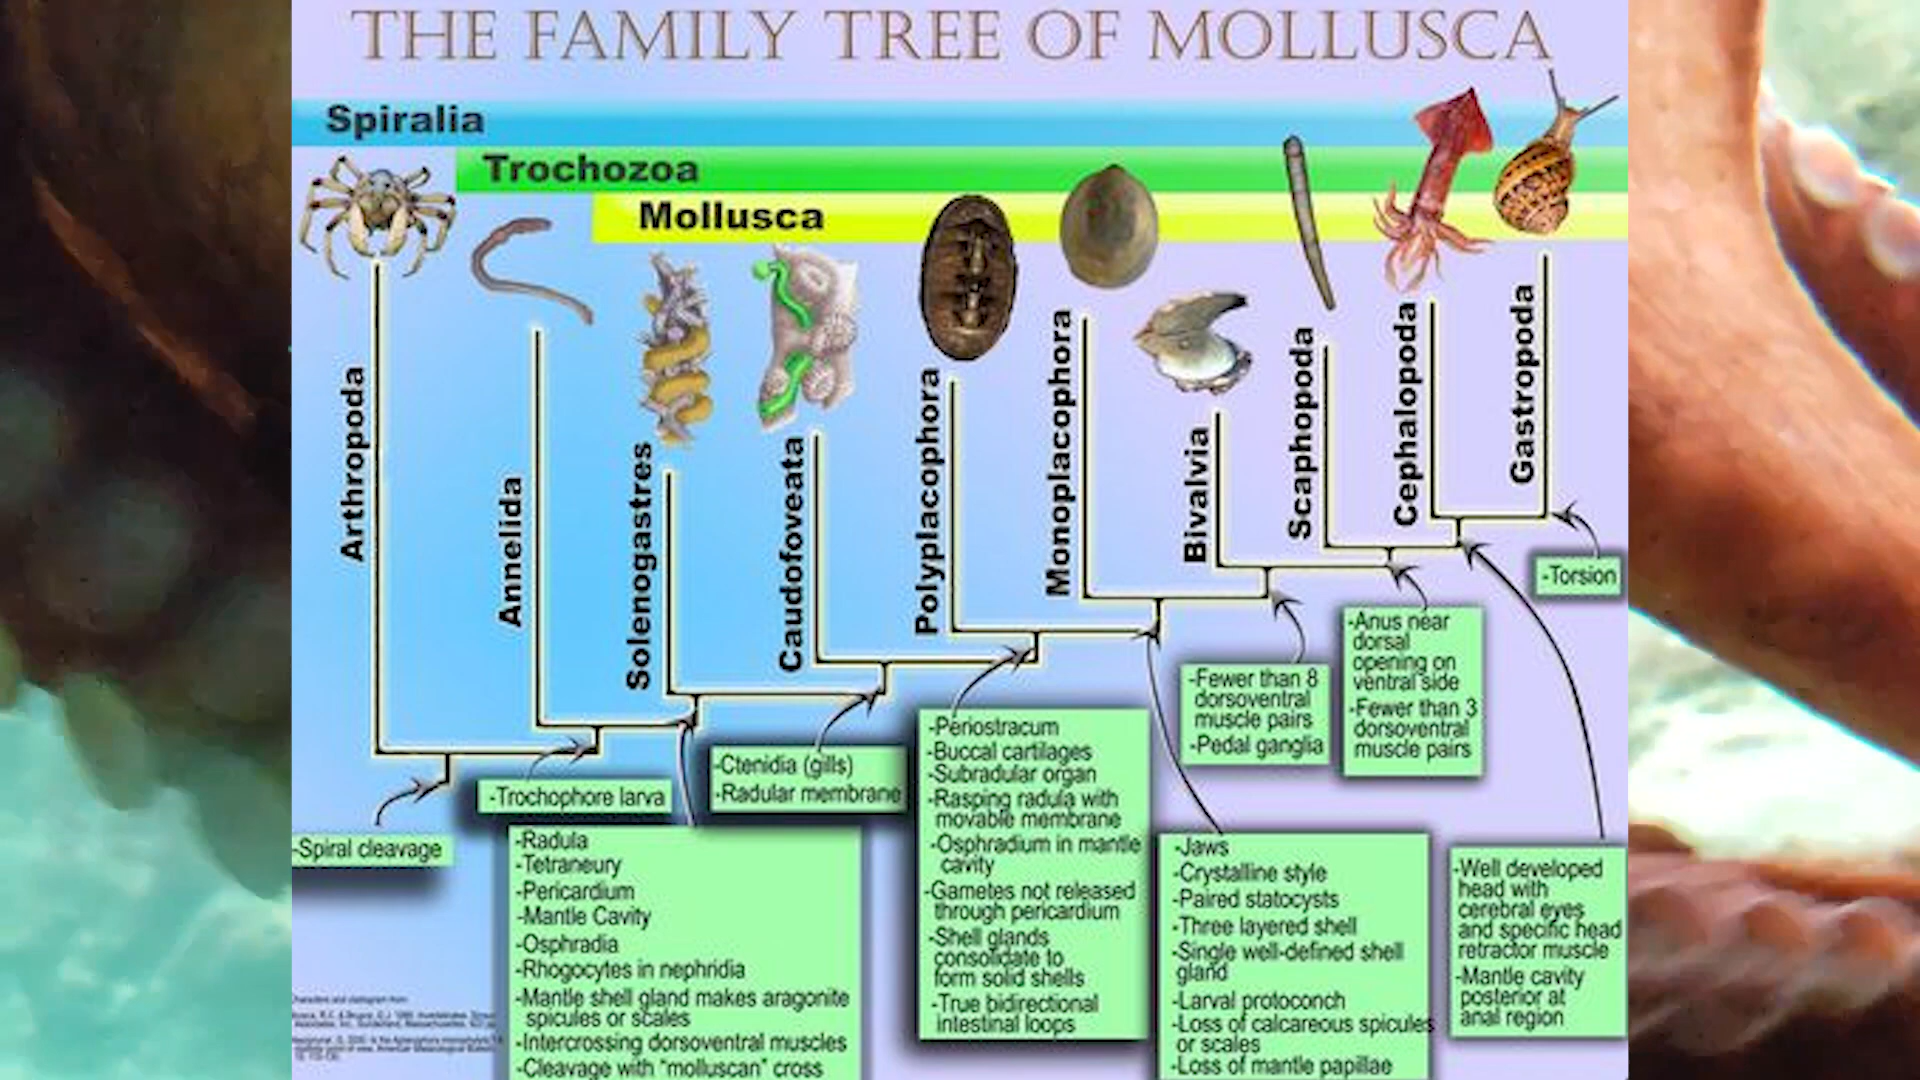 THE FAMILY TREE OF MOLLUSCA
Spiralia
Trochozoa
Mollusca
Arthropoda
Annelida
Solenogastres
Caudofoveata
Polyplacophora
Monoplacophora
Bivalvia
Scaphopoda
Cephalopoda
Gastropoda
-Torsion
-Anus near
dorsal
opening on
ventral side
-Fewer than 3
dorsoventral
muscle pairs
-Fewer than 8
dorsoventral
muscle pairs
-Pedal ganglia
-Periostracum
-Buccal cartilages
-Subradular organ
-Rasping radula with
movable membrane
-Osphradium in mantle
cavity
-Gametes not released
through pericardium
-Shell glands
consolidate to
form solid shells
-True bidirectional
intestinal loops
-Ctenidia (gills)
-Radular membrane
-Trochophore larva
-Spiral cleavage
-Radula
-Tetraneury
-Pericardium
-Mantle Cavity
-Osphradia
-Rhogocytes in nephridia
-Mantle shell gland makes aragonite
spicules or scales
-Intercrossing dorsoventral muscles
-Cleavage with "molluscan" cross
-Jaws
-Crystalline style
-Paired statocysts
-Three layered shell
-Single well-defined shell
gland
-Larval protoconch
-Loss of calcareous spicules
or scales
-Loss of mantle papillae
-Well developed
head with
cerebral eyes
and specific head
retractor muscle
-Mantle cavity
posterior at
anal region